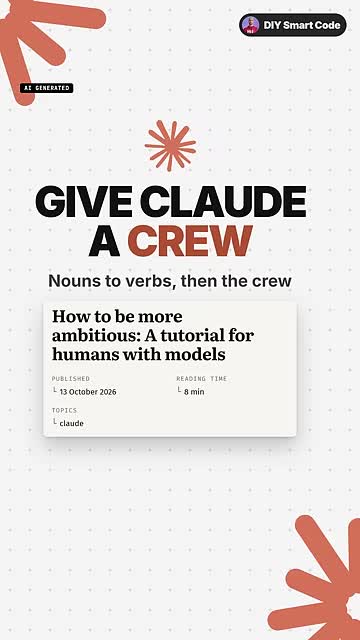 DIY Smart Code
AI GENERATED
GIVE CLAUDE
A CREW
Nouns to verbs, then the crew
How to be more
ambitious: A tutorial for
humans with models
PUBLISHED
└ 13 October 2026
READING TIME
└ 8 min
TOPICS
└ claude